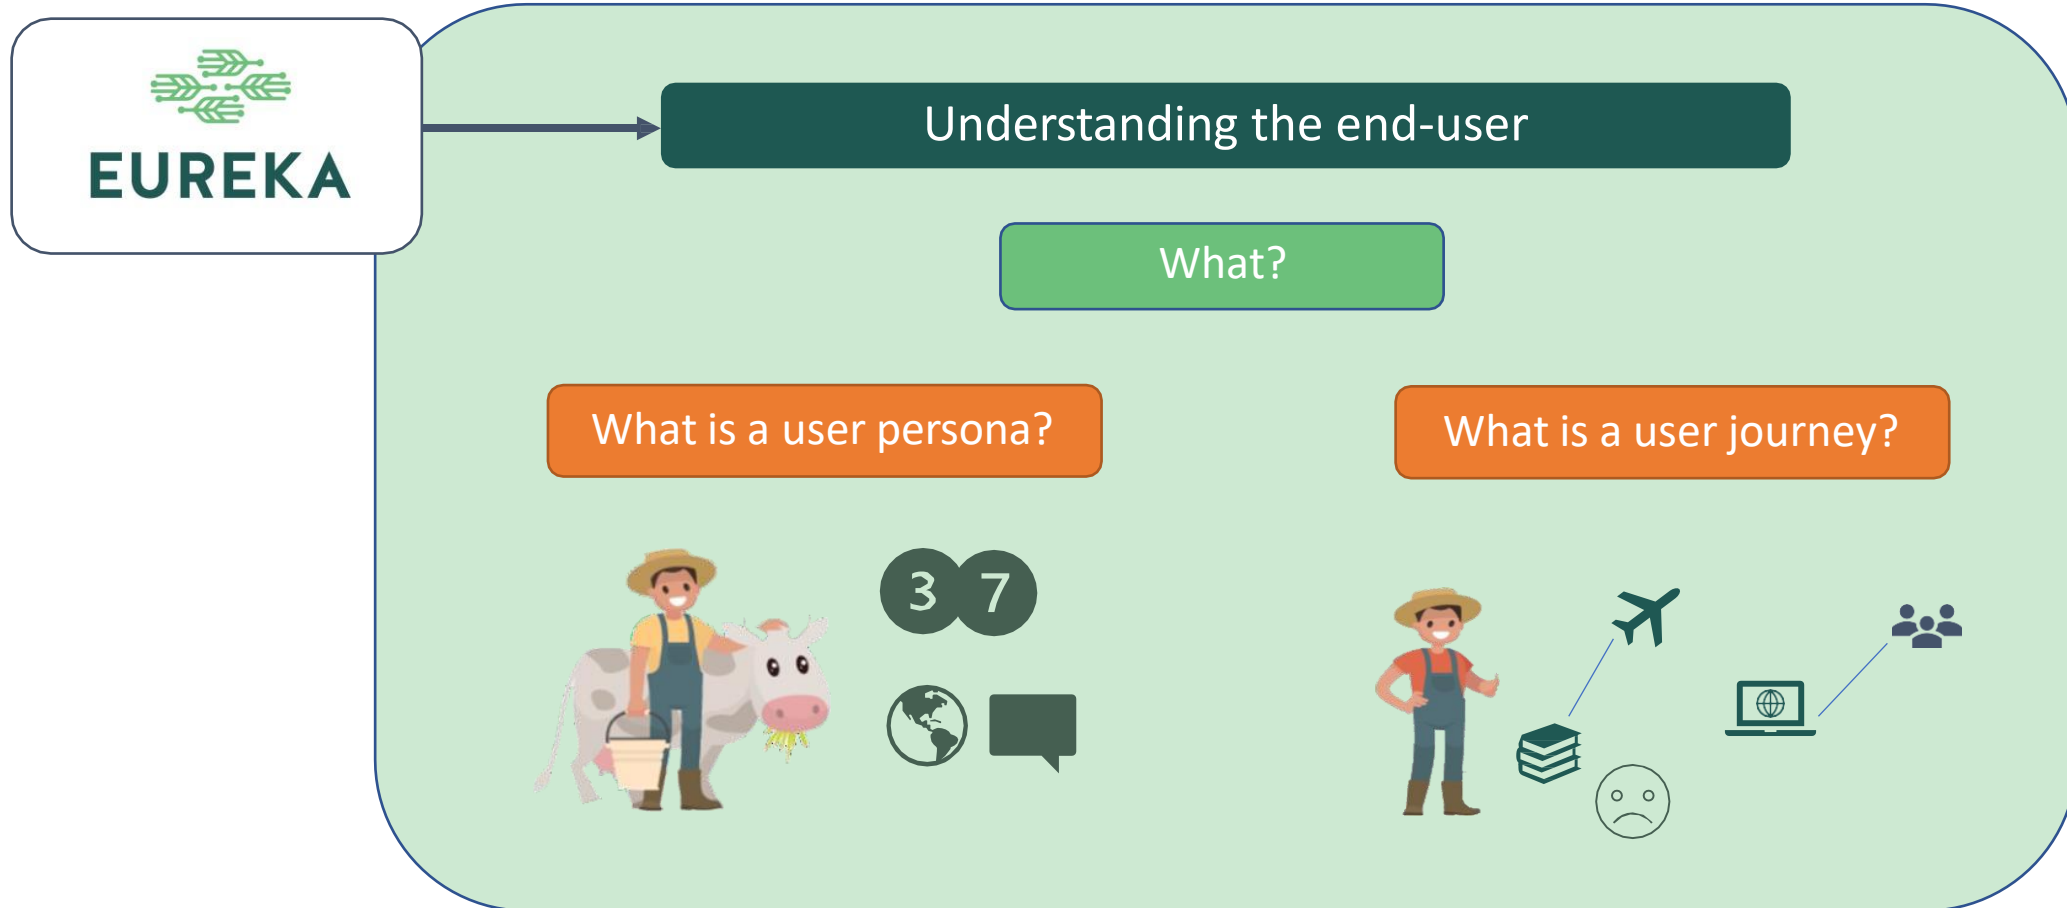 EUREKA
Understanding the end-user
What?
What is a user persona?
What is a user journey?
3 7